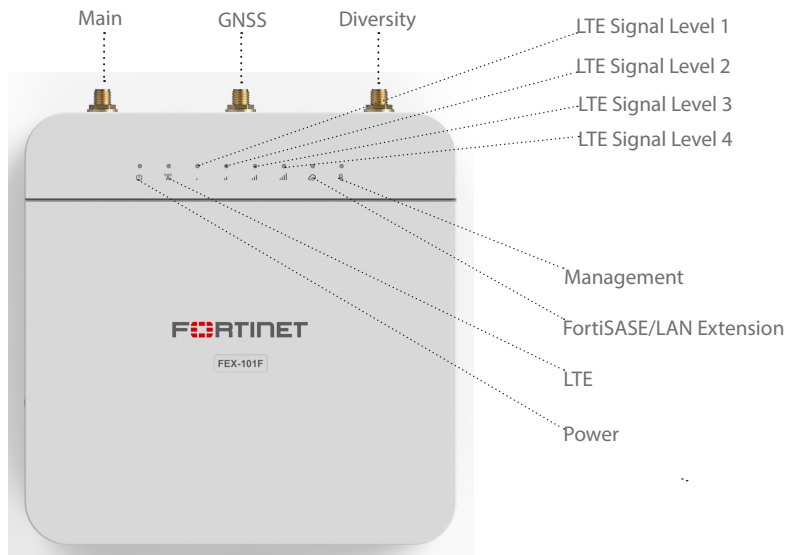 Main
GNSS
Diversity
LTE Signal Level 1
LTE Signal Level 2
LTE Signal Level 3
LTE Signal Level 4
Management
FortiSASE/LAN Extension
FORTINET
FEX-101F
LTE
Power